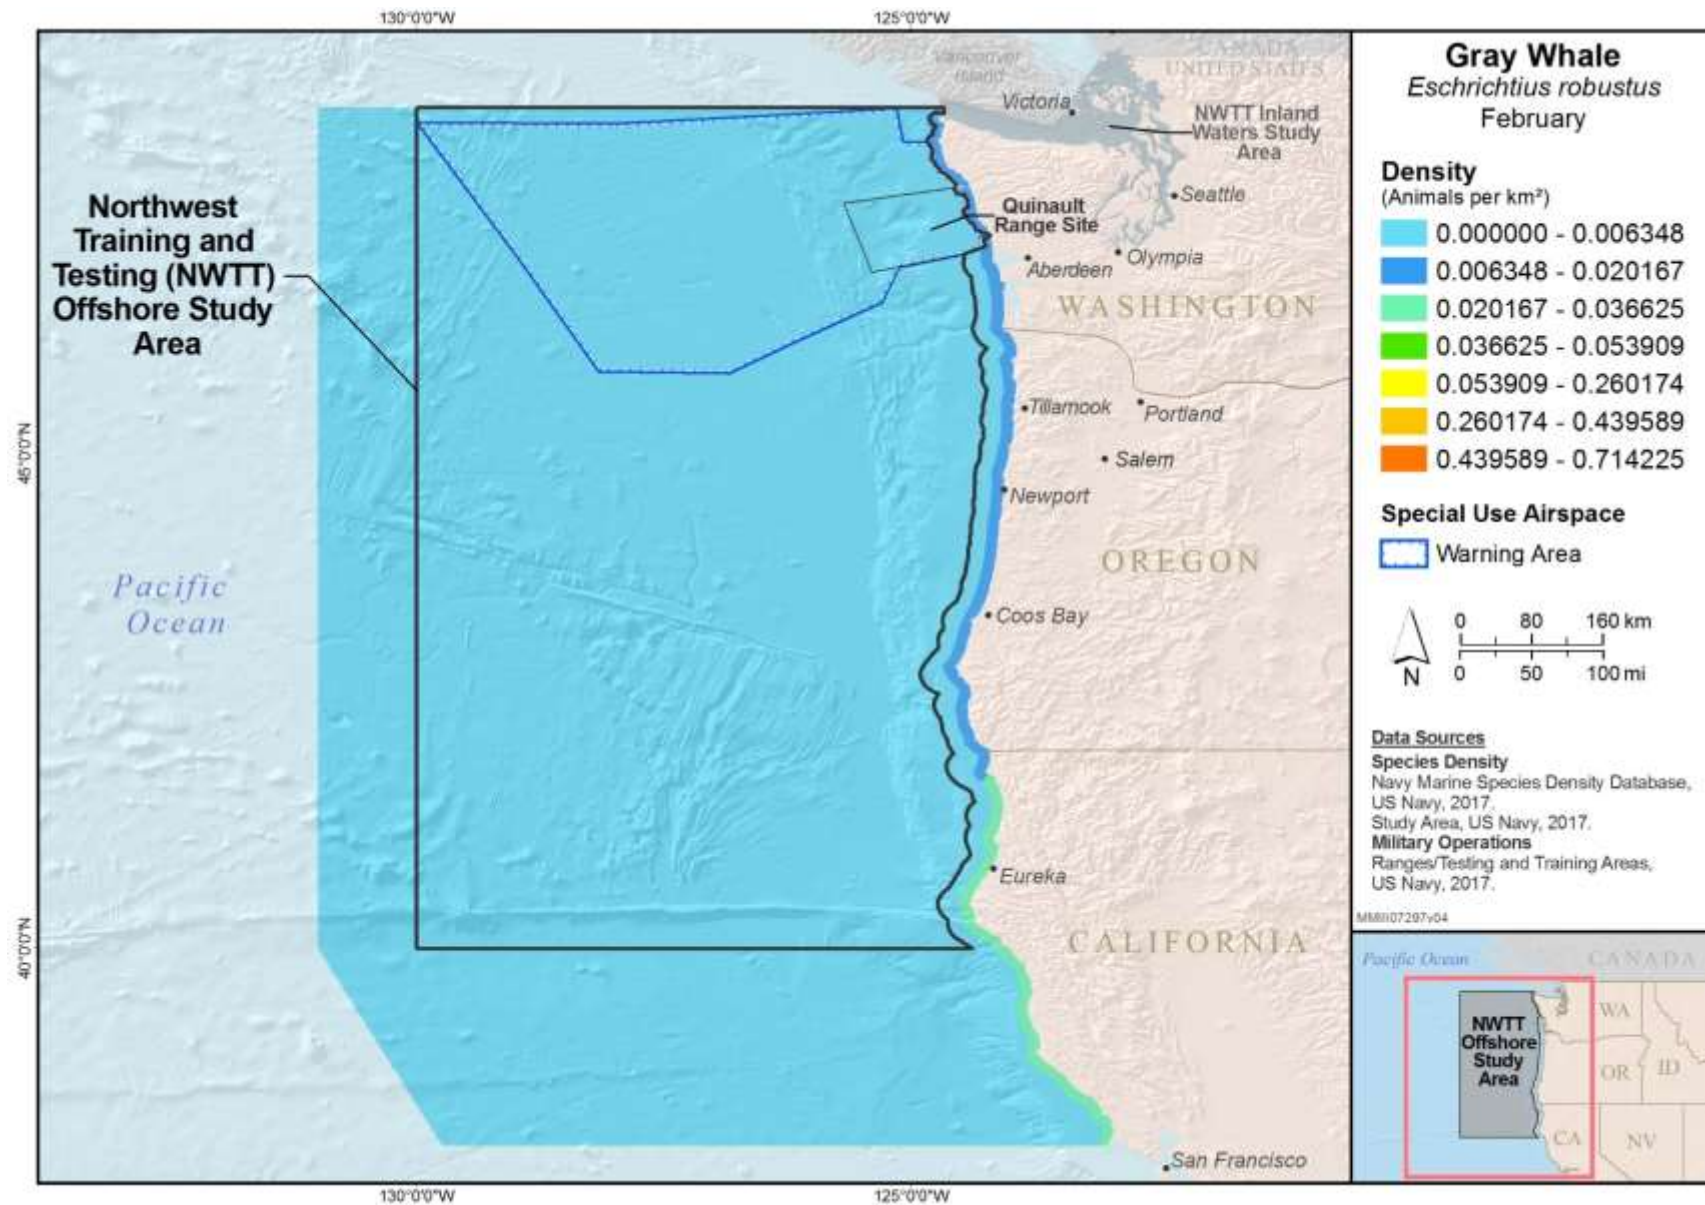 130°0'0"W
125°0'0"W
Vancouver
Island
CANADA
UNITED STATES
Victoria
NWTT Inland
Waters Study
Area
Seattle
Northwest
Training and
Testing (NWTT)
Offshore Study
Area
Quinault
Range Site
Aberdeen
Olympia
WASHINGTON
Tillamook
Portland
45°0'0"N
Salem
Newport
OREGON
Pacific
Ocean
Coos Bay
Eureka
40°0'0"N
CALIFORNIA
San Francisco
130°0'0"W
125°0'0"W
Gray Whale
Eschrichtius robustus
February
Density
(Animals per km²)
0.000000 - 0.006348
0.006348 - 0.020167
0.020167 - 0.036625
0.036625 - 0.053909
0.053909 - 0.260174
0.260174 - 0.439589
0.439589 - 0.714225
Special Use Airspace
Warning Area
N
0 80 160 km
0 50 100 mi
Data Sources
Species Density
Navy Marine Species Density Database,
US Navy, 2017.
Study Area, US Navy, 2017.
Military Operations
Ranges/Testing and Training Areas,
US Navy, 2017.
Pacific Ocean
CANADA
NWTT
Offshore
Study
Area
WA
OR
ID
CA
NV